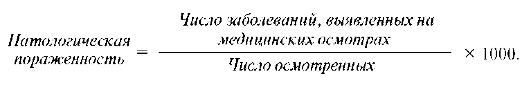 Число заболеваний, выявленных на
медицинских осмотрах
Патологическая
пораженность = × 1000.
Число осмотренных